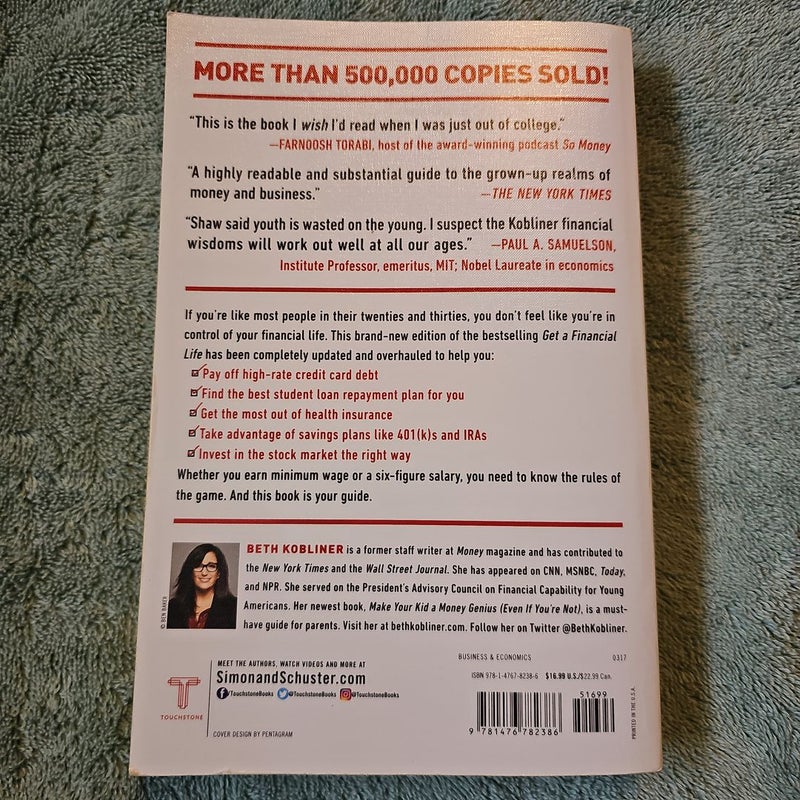 MORE THAN 500,000 COPIES SOLD!
“This is the book I wish I’d read when I was just out of college.”
—FARNOOSH TORABI, host of the award-winning podcast So Money
“A highly readable and substantial guide to the grown-up realms of
money and business.” —THE NEW YORK TIMES
“Shaw said youth is wasted on the young. I suspect the Kobliner financial
wisdoms will work out well at all our ages.” —PAUL A. SAMUELSON,
Institute Professor, emeritus, MIT; Nobel Laureate in economics
If you’re like most people in their twenties and thirties, you don’t feel like you’re in
control of your financial life. This brand-new edition of the bestselling Get a Financial
Life has been completely updated and overhauled to help you:
Pay off high-rate credit card debt
Find the best student loan repayment plan for you
Get the most out of health insurance
Take advantage of savings plans like 401(k)s and IRAs
Invest in the stock market the right way
Whether you earn minimum wage or a six-figure salary, you need to know the rules of
the game. And this book is your guide.
BETH KOBLINER is a former staff writer at Money magazine and has contributed to
the New York Times and the Wall Street Journal. She has appeared on CNN, MSNBC, Today,
and NPR. She served on the President’s Advisory Council on Financial Capability for Young
Americans. Her newest book, Make Your Kid a Money Genius (Even If You’re Not), is a must-
have guide for parents. Visit her at bethkobliner.com. Follow her on Twitter @BethKobliner.
© BEN BAKER
TOUCHSTONE
MEET THE AUTHORS, WATCH VIDEOS AND MORE AT
SimonandSchuster.com
/TouchstoneBooks @TouchstoneBooks @TouchstoneBooks
COVER DESIGN BY PENTAGRAM
BUSINESS & ECONOMICS 0317
ISBN 978-1-4767-8238-6 $16.99 U.S./$22.99 Can.
51699
9 781476 782386
PRINTED IN THE U.S.A.